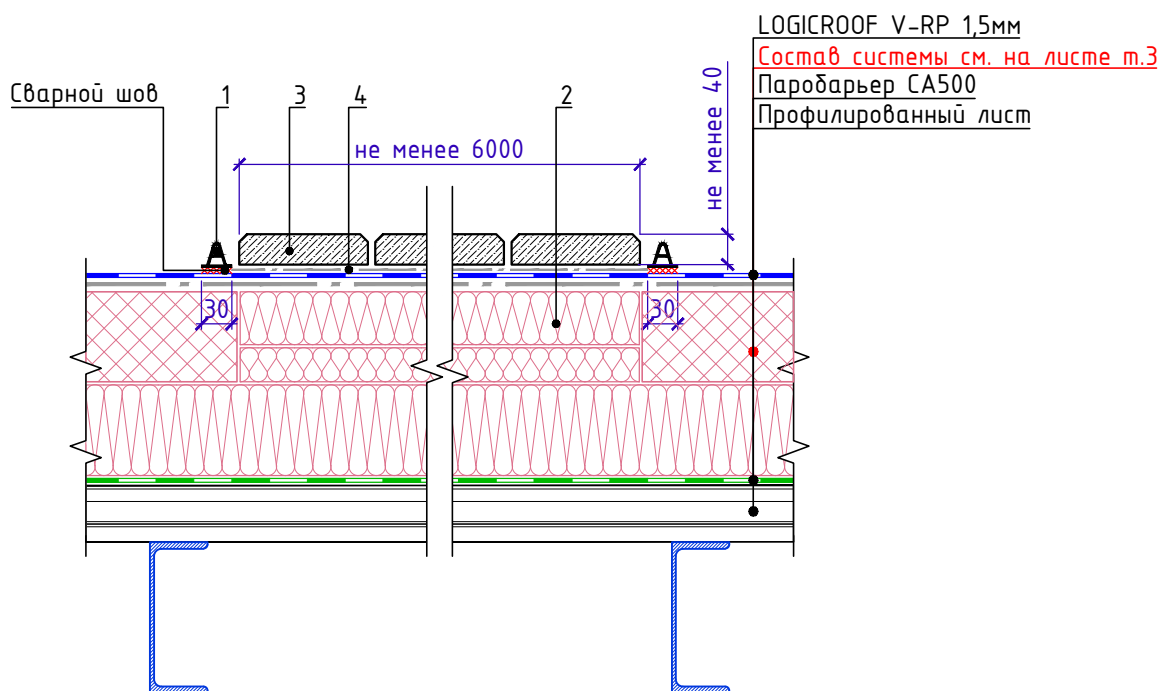 LOGICROOF V-RP 1,5мм
Состав системы см. на листе т.3
Паробарьер СА500
Профилированный лист
Сварной шов
1
3
4
2
не менее 6000
не менее 40
30
30